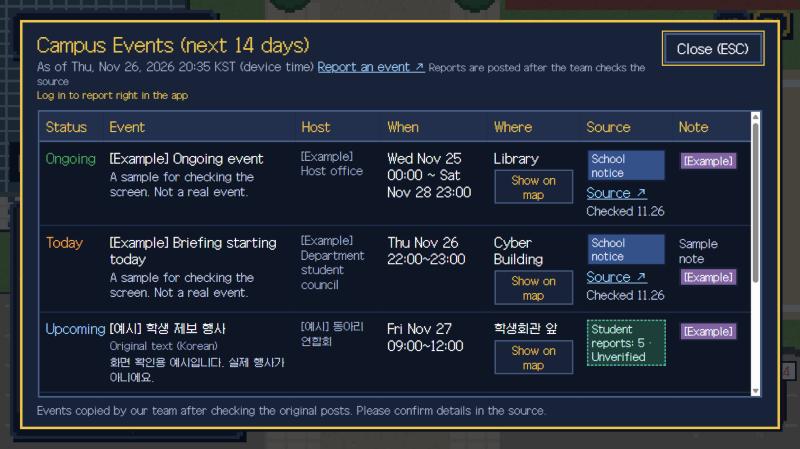 Campus Events (next 14 days)
Close (ESC)
As of Thu, Nov 26, 2026 20:35 KST (device time) Report an event ↗ Reports are posted after the team checks the
source
Log in to report right in the app
Status Event Host When Where Source Note
Ongoing
[Example] Ongoing event
A sample for checking the
screen. Not a real event.
[Example]
Host office
Wed Nov 25
00:00 ~ Sat
Nov 28 23:00
Library
Show on
map
School
notice
Source ↗
Checked 11.26
[Example]
Today
[Example] Briefing starting
today
A sample for checking the
screen. Not a real event.
[Example]
Department
student
council
Thu Nov 26
22:00~23:00
Cyber
Building
Show on
map
School
notice
Source ↗
Checked 11.26
Sample
note
[Example]
Upcoming
[예시] 학생 제보 행사
Original text (Korean)
화면 확인용 예시입니다. 실제 행사가
아니에요.
[예시] 동아리
연합회
Fri Nov 27
09:00~12:00
학생회관 앞
Show on
map
Student
reports: 5 ·
Unverified
[Example]
Events copied by our team after checking the original posts. Please confirm details in the source.
4